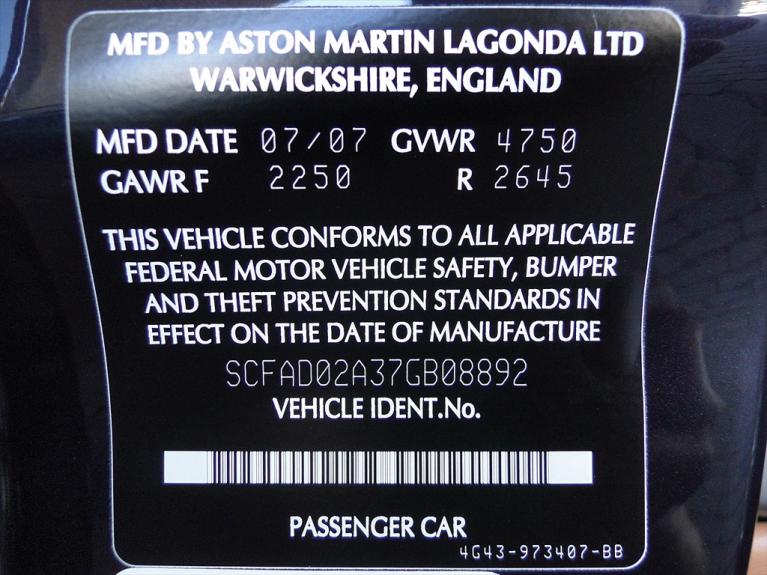 MFD BY ASTON MARTIN LAGONDA LTD
WARWICKSHIRE, ENGLAND
MFD DATE 07/07 GVWR 4750
GAWR F 2250 R 2645
THIS VEHICLE CONFORMS TO ALL APPLICABLE
FEDERAL MOTOR VEHICLE SAFETY, BUMPER
AND THEFT PREVENTION STANDARDS IN
EFFECT ON THE DATE OF MANUFACTURE
SCFAD02A37GB08892
VEHICLE IDENT.No.
PASSENGER CAR
4G43-973407-BB